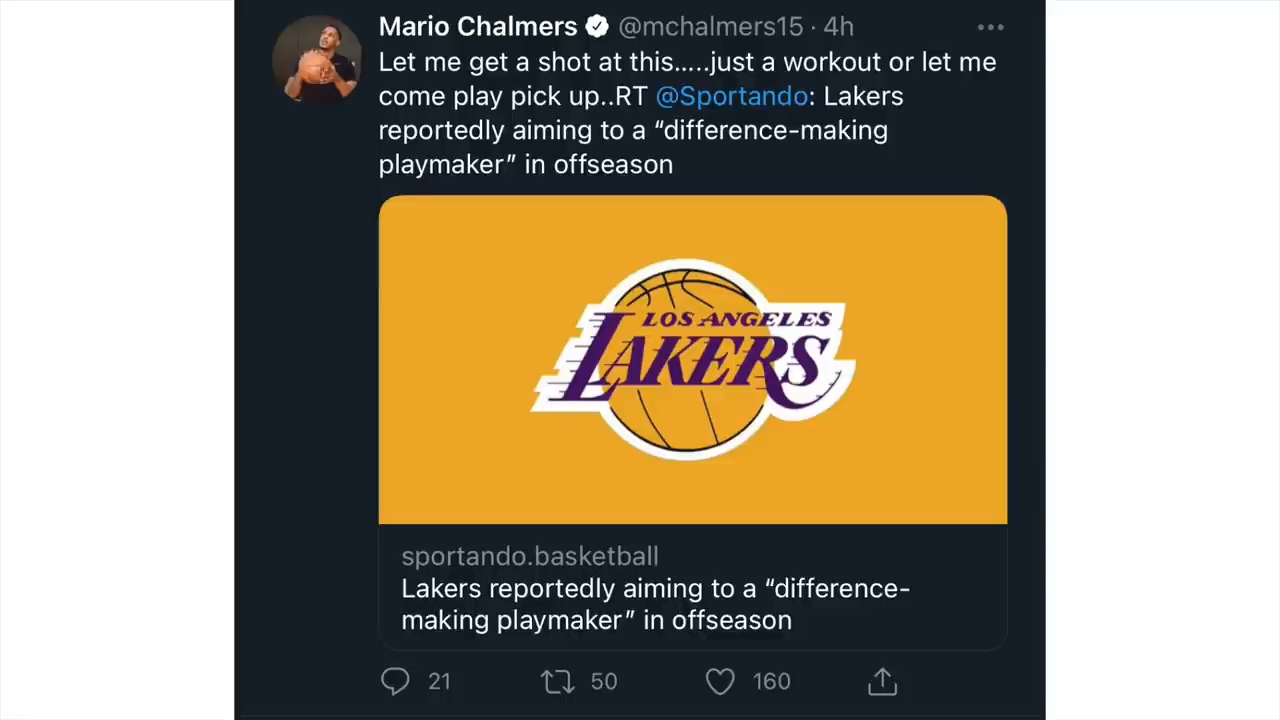 Mario Chalmers @mchalmers15 · 4h
Let me get a shot at this.....just a workout or let me
come play pick up..RT @Sportando: Lakers
reportedly aiming to a “difference-making
playmaker” in offseason
LOS ANGELES
LAKERS
sportando.basketball
Lakers reportedly aiming to a “difference-
making playmaker” in offseason
21 50 160